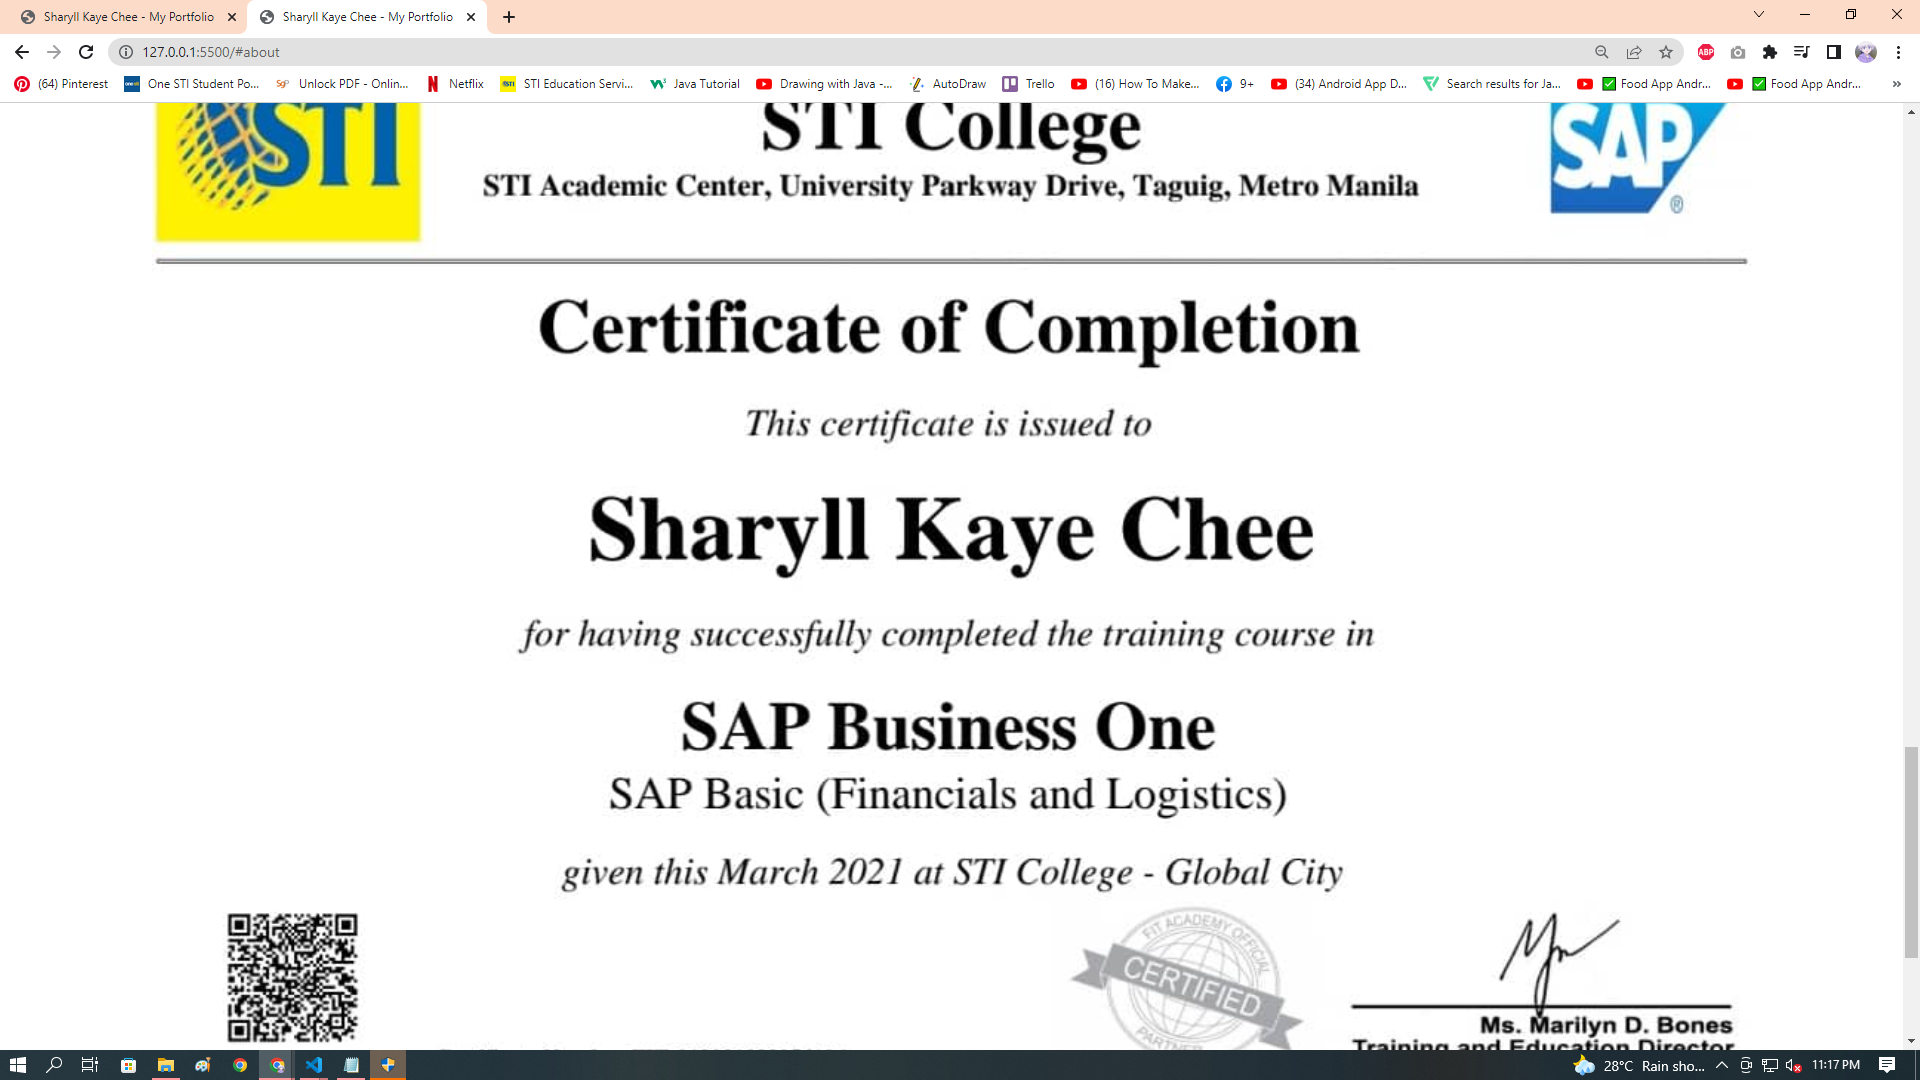 Sharyll Kaye Chee - My Portfolio
Sharyll Kaye Chee - My Portfolio
127.0.0.1:5500/#about
ABP
(64) Pinterest
One STI Student Po...
Unlock PDF - Onlin...
Netflix
STI Education Servi...
Java Tutorial
Drawing with Java -...
AutoDraw
Trello
(16) How To Make...
9+
(34) Android App D...
Search results for Ja...
Food App Andr...
Food App Andr...
STI
STI College
STI Academic Center, University Parkway Drive, Taguig, Metro Manila
SAP
®
Certificate of Completion
This certificate is issued to
Sharyll Kaye Chee
for having successfully completed the training course in
SAP Business One
SAP Basic (Financials and Logistics)
given this March 2021 at STI College - Global City
FIT ACADEMY OFFICIAL
CERTIFIED
PARTNER
Ms. Marilyn D. Bones
Training and Education Director
28°C Rain sho...
11:17 PM